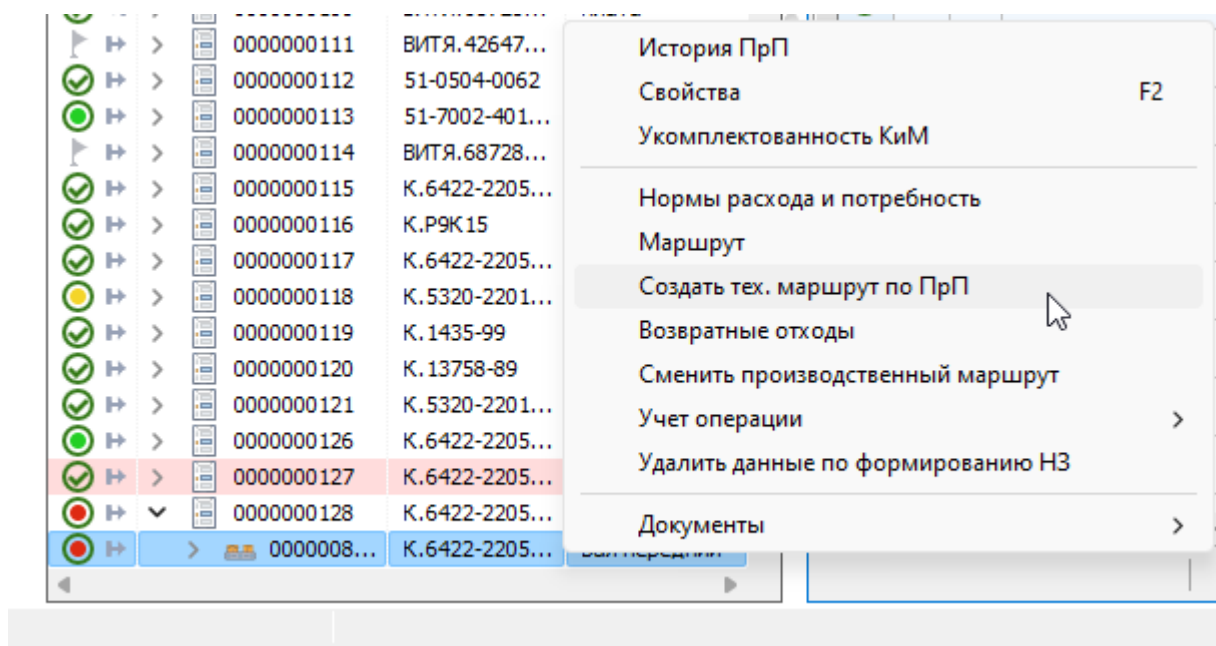 0000000111 ВИТЯ.42647...
0000000112 51-0504-0062
0000000113 51-7002-401...
0000000114 ВИТЯ.68728...
0000000115 К.6422-2205...
0000000116 К.Р9К15
0000000117 К.6422-2205...
0000000118 К.5320-2201...
0000000119 К.1435-99
0000000120 К.13758-89
0000000121 К.5320-2201...
0000000126 К.6422-2205...
0000000127 К.6422-2205...
0000000128 К.6422-2205...
0000008... К.6422-2205...
История ПрП
Свойства F2
Укомплектованность КиМ
Нормы расхода и потребность
Маршрут
Создать тех. маршрут по ПрП
Возвратные отходы
Сменить производственный маршрут
Учет операции
Удалить данные по формированию НЗ
Документы